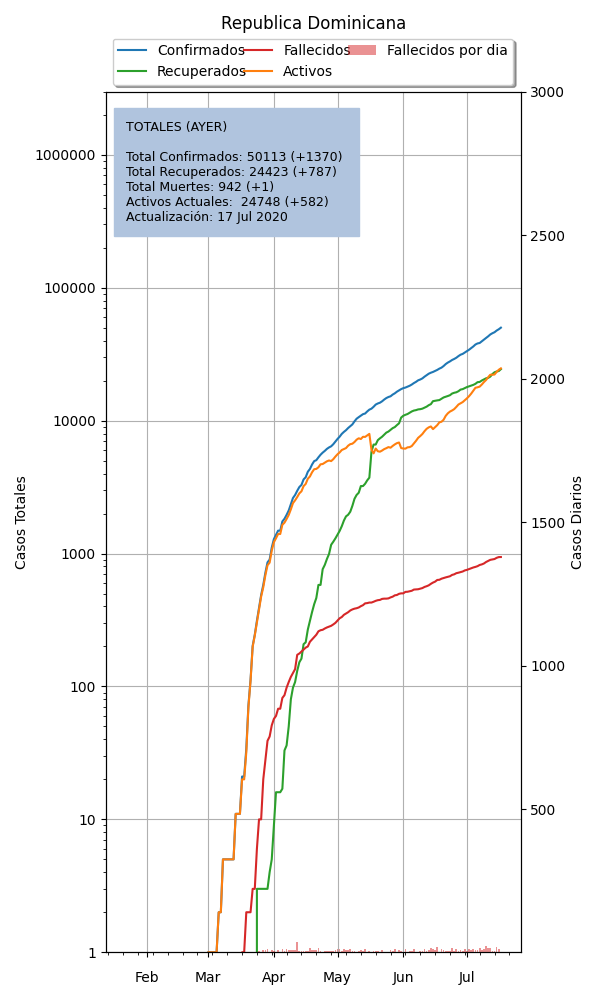 Republica Dominicana
Confirmados Fallecidos Fallecidos por dia
Recuperados Activos
TOTALES (AYER)
Total Confirmados: 50113 (+1370)
Total Recuperados: 24423 (+787)
Total Muertes: 942 (+1)
Activos Actuales:  24748 (+582)
Actualización: 17 Jul 2020
Casos Totales
1000000
100000
10000
1000
100
10
1
3000
2500
2000
1500
1000
500
Casos Diarios
Feb Mar Apr May Jun Jul